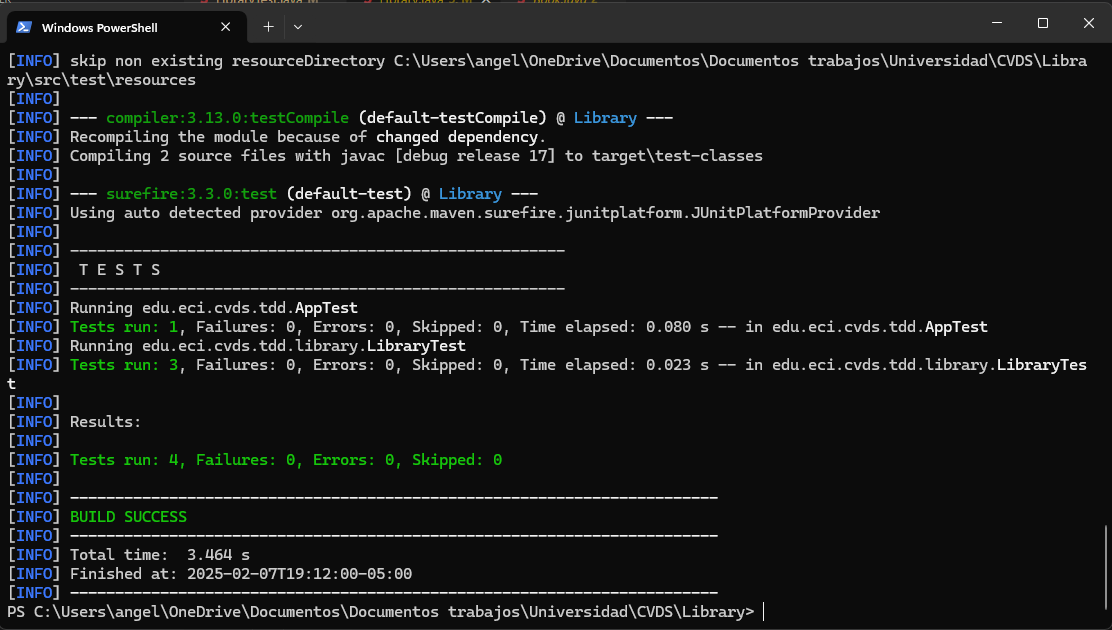 Windows PowerShell
[INFO] skip non existing resourceDirectory C:\Users\angel\OneDrive\Documentos\Documentos trabajos\Universidad\CVDS\Libra
ry\src\test\resources
[INFO]
[INFO] --- compiler:3.13.0:testCompile (default-testCompile) @ Library ---
[INFO] Recompiling the module because of changed dependency.
[INFO] Compiling 2 source files with javac [debug release 17] to target\test-classes
[INFO]
[INFO] --- surefire:3.3.0:test (default-test) @ Library ---
[INFO] Using auto detected provider org.apache.maven.surefire.junitplatform.JUnitPlatformProvider
[INFO]
[INFO] -------------------------------------------------------
[INFO]  T E S T S
[INFO] -------------------------------------------------------
[INFO] Running edu.eci.cvds.tdd.AppTest
[INFO] Tests run: 1, Failures: 0, Errors: 0, Skipped: 0, Time elapsed: 0.080 s -- in edu.eci.cvds.tdd.AppTest
[INFO] Running edu.eci.cvds.tdd.library.LibraryTest
[INFO] Tests run: 3, Failures: 0, Errors: 0, Skipped: 0, Time elapsed: 0.023 s -- in edu.eci.cvds.tdd.library.LibraryTes
t
[INFO]
[INFO] Results:
[INFO]
[INFO] Tests run: 4, Failures: 0, Errors: 0, Skipped: 0
[INFO]
[INFO] ------------------------------------------------------------------------
[INFO] BUILD SUCCESS
[INFO] ------------------------------------------------------------------------
[INFO] Total time:  3.464 s
[INFO] Finished at: 2025-02-07T19:12:00-05:00
[INFO] ------------------------------------------------------------------------
PS C:\Users\angel\OneDrive\Documentos\Documentos trabajos\Universidad\CVDS\Library>